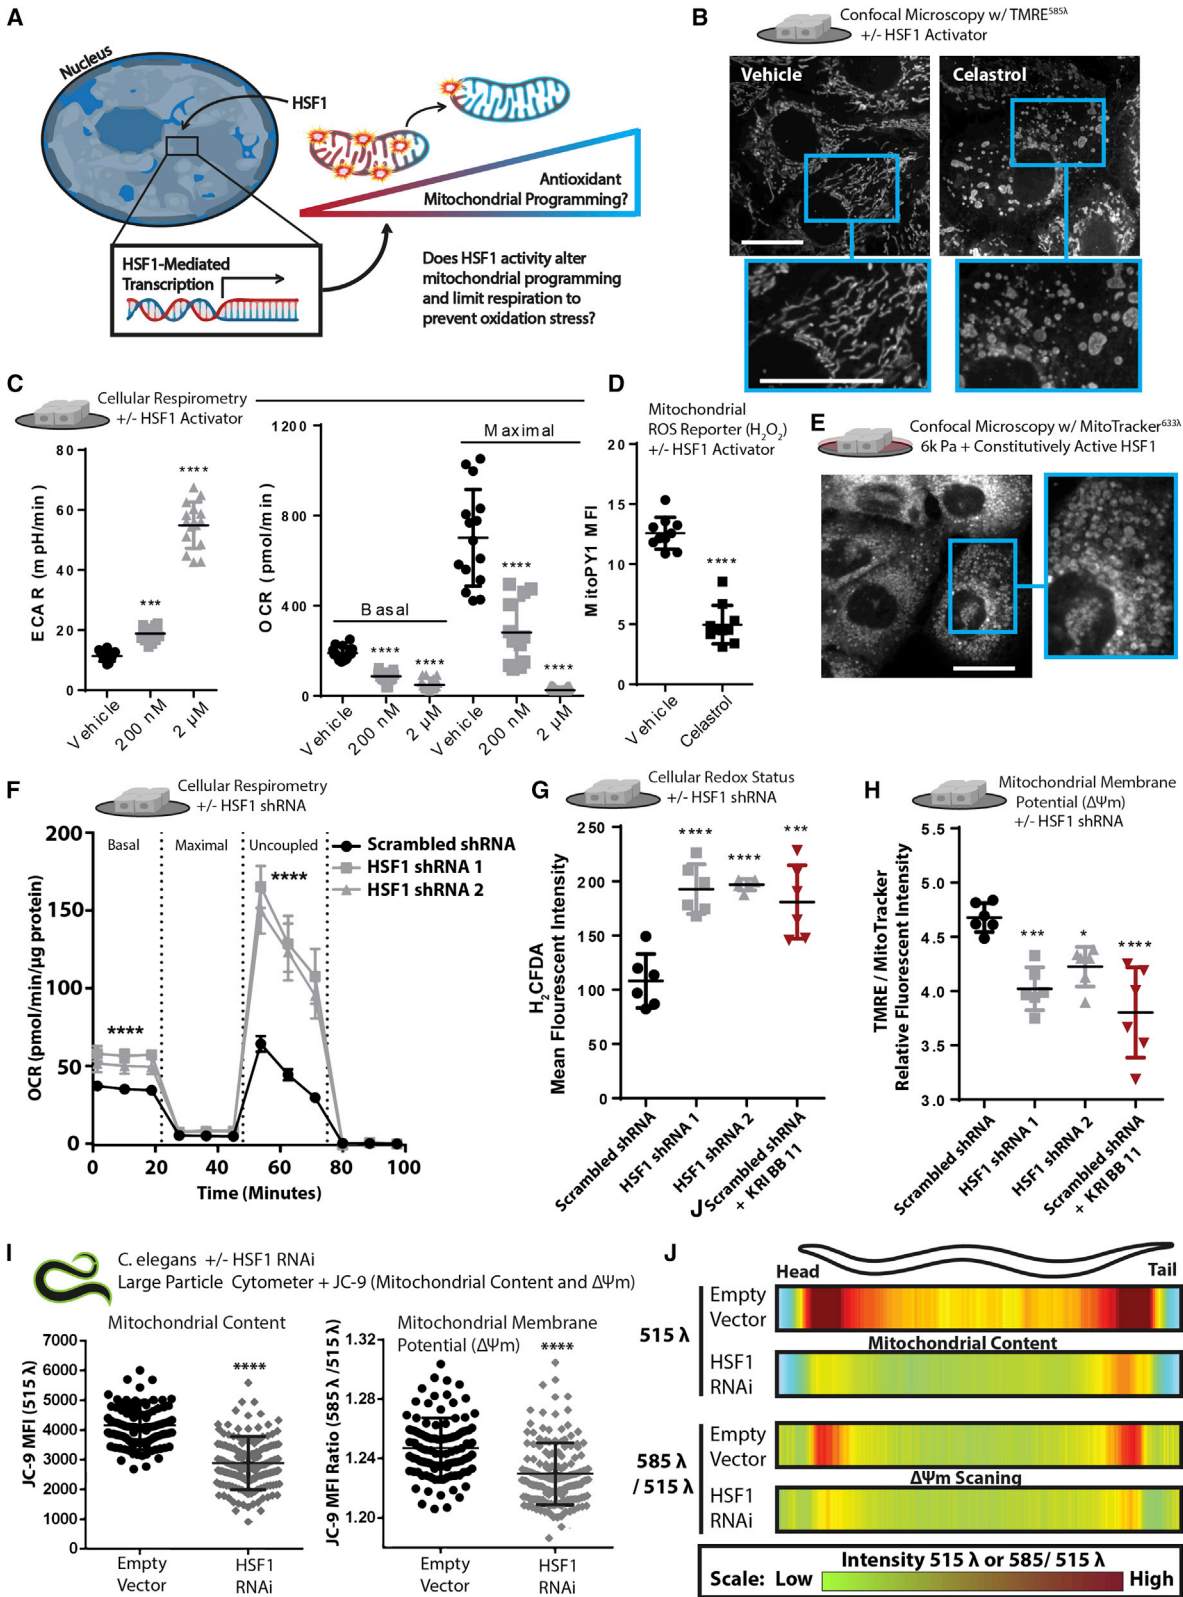 A
Nucleus
HSF1
HSF1-Mediated
Transcription
Antioxidant
Mitochondrial Programming?
Does HSF1 activity alter
mitochondrial programming
and limit respiration to
prevent oxidation stress?
B
Confocal Microscopy w/ TMRE585λ
+/- HSF1 Activator
Vehicle
Celastrol
C
Cellular Respirometry
+/- HSF1 Activator
ECAR (mpH/min)
80
60
40
20
0
***
****
Vehicle
200 nM
2 µM
OCR (pmol/min)
1200
800
400
0
Basal
Maximal
****
****
****
****
Vehicle
200 nM
2 µM
Vehicle
200 nM
2 µM
D
Mitochondrial
ROS Reporter (H2O2)
+/- HSF1 Activator
MitoPY1 MFI
20
15
10
5
0
****
Vehicle
Celastrol
E
Confocal Microscopy w/ MitoTracker633λ
6k Pa + Constitutively Active HSF1
F
Cellular Respirometry
+/- HSF1 shRNA
OCR (pmol/min/µg protein)
200
150
100
50
0
Basal
Maximal
Uncoupled
****
****
Scrambled shRNA
HSF1 shRNA 1
HSF1 shRNA 2
0
20
40
60
80
100
Time (Minutes)
G
Cellular Redox Status
+/- HSF1 shRNA
H2CFDA
Mean Flourescent Intensity
250
200
150
100
50
0
****
****
***
Scrambled shRNA
HSF1 shRNA 1
HSF1 shRNA 2
Scrambled shRNA
+ KRI BB 11
J
H
Mitochondrial Membrane
Potential (ΔΨm)
+/- HSF1 shRNA
TMRE / MitoTracker
Relative Fluorescent Intensity
5.5
5.0
4.5
4.0
3.5
3.0
***
*
****
Scrambled shRNA
HSF1 shRNA 1
HSF1 shRNA 2
Scrambled shRNA
+ KRI BB 11
I
C. elegans +/- HSF1 RNAi
Large Particle Cytometer + JC-9 (Mitochondrial Content and ΔΨm)
Mitochondrial Content
JC-9 MFI (515 λ)
7000
6000
5000
4000
3000
2000
1000
0
****
Empty
Vector
HSF1
RNAi
Mitochondrial Membrane
Potential (ΔΨm)
JC-9 MFI Ratio (585 λ /515 λ)
1.32
1.28
1.24
1.20
****
Empty
Vector
HSF1
RNAi
J
Head
Tail
515 λ
Empty
Vector
Mitochondrial Content
HSF1
RNAi
585 λ
/ 515 λ
Empty
Vector
ΔΨm Scaning
HSF1
RNAi
Intensity 515 λ or 585/ 515 λ
Scale: Low
High